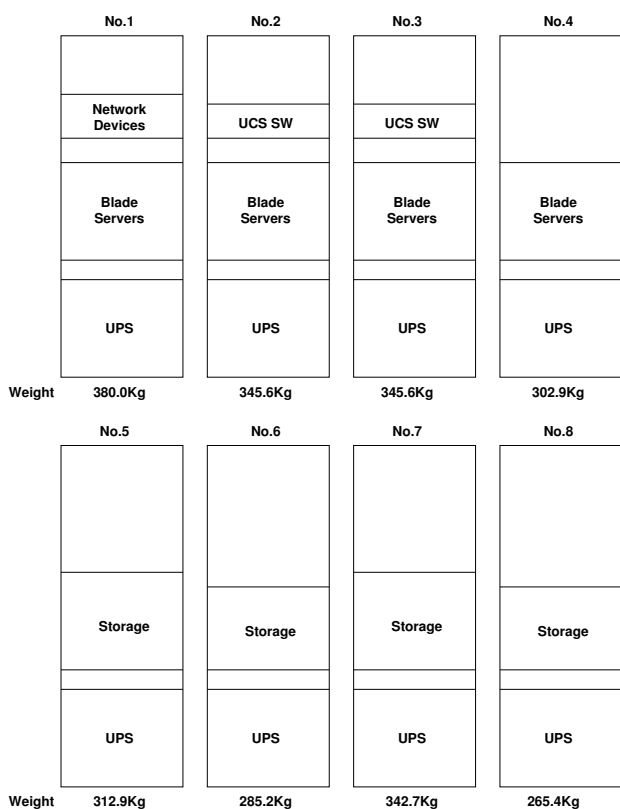 No.1 No.2 No.3 No.4
Network
Devices
UCS SW UCS SW
Blade
Servers
Blade
Servers
Blade
Servers
Blade
Servers
UPS UPS UPS UPS
Weight 380.0Kg 345.6Kg 345.6Kg 302.9Kg
No.5 No.6 No.7 No.8
Storage Storage Storage Storage
UPS UPS UPS UPS
Weight 312.9Kg 285.2Kg 342.7Kg 265.4Kg